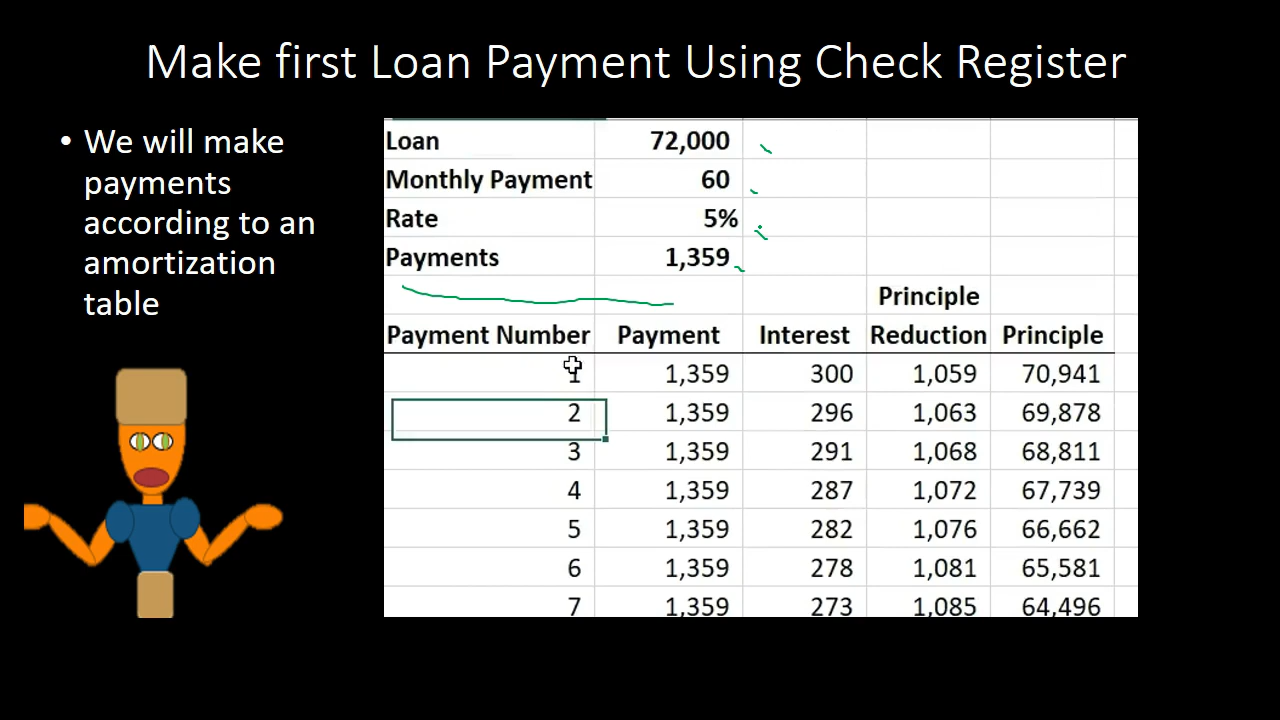 Make first Loan Payment Using Check Register
• We will make
payments
according to an
amortization
table
Loan 72,000
Monthly Payment 60
Rate 5%
Payments 1,359
Principle
Payment Number Payment Interest Reduction Principle
1 1,359 300 1,059 70,941
2 1,359 296 1,063 69,878
3 1,359 291 1,068 68,811
4 1,359 287 1,072 67,739
5 1,359 282 1,076 66,662
6 1,359 278 1,081 65,581
7 1,359 273 1,085 64,496